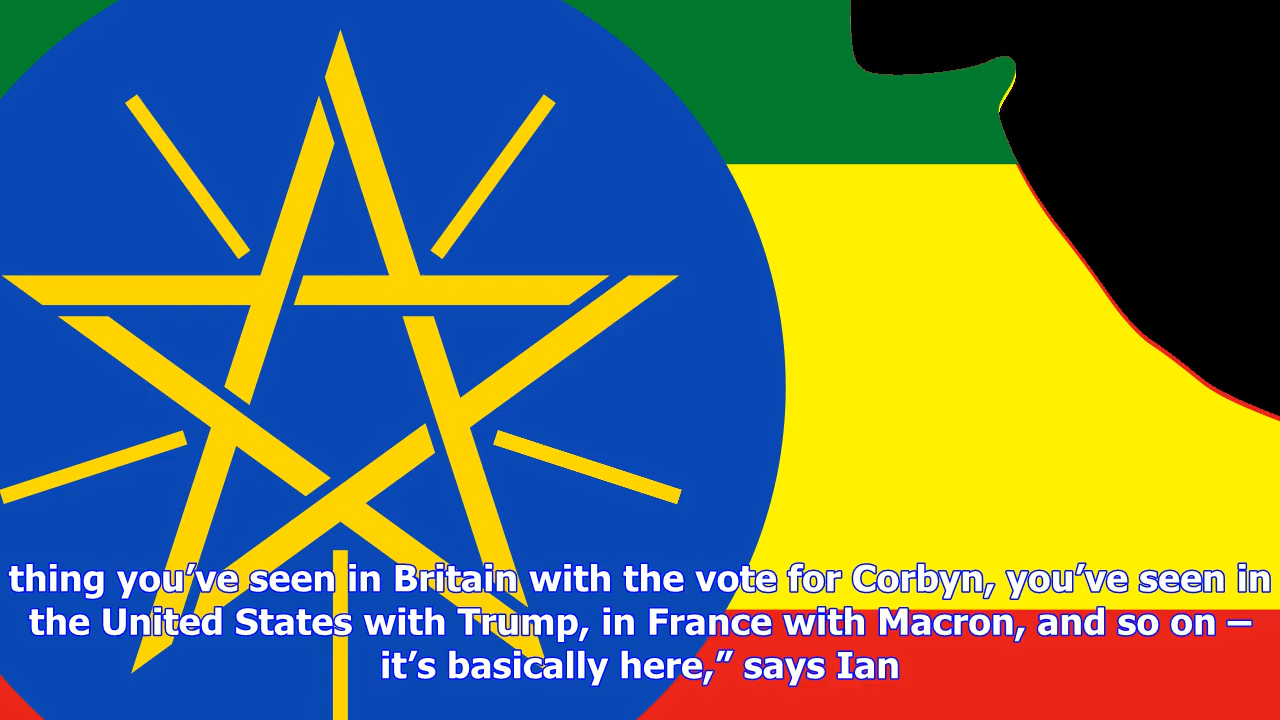 thing you’ve seen in Britain with the vote for Corbyn, you’ve seen in
the United States with Trump, in France with Macron, and so on –
it’s basically here,” says Ian